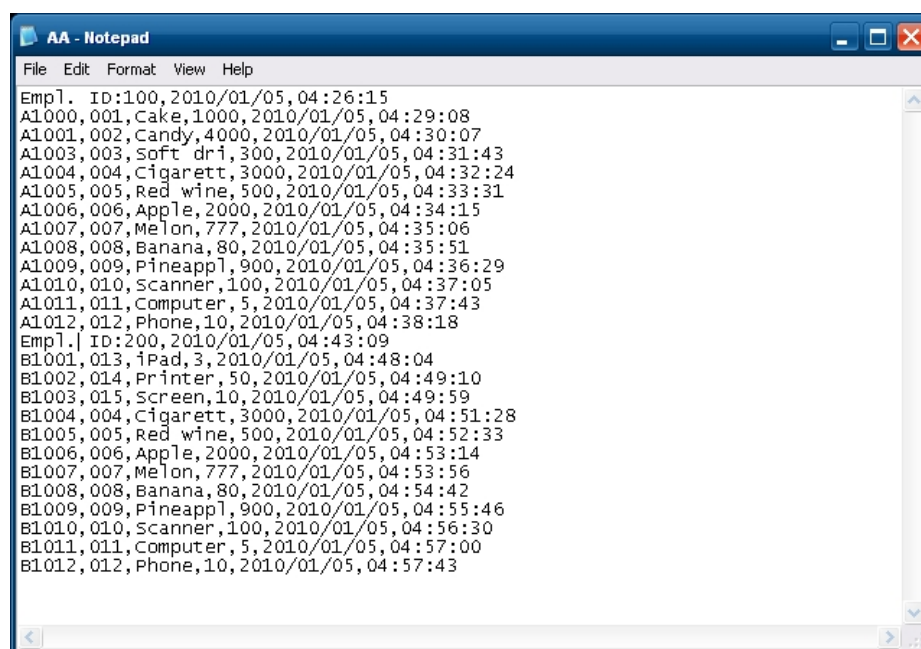 AA - Notepad
File Edit Format View Help
Empl. ID:100,2010/01/05,04:26:15
A1000,001,Cake,1000,2010/01/05,04:29:08
A1001,002,Candy,4000,2010/01/05,04:30:07
A1003,003,Soft dri,300,2010/01/05,04:31:43
A1004,004,Cigarett,3000,2010/01/05,04:32:24
A1005,005,Red wine,500,2010/01/05,04:33:31
A1006,006,Apple,2000,2010/01/05,04:34:15
A1007,007,Melon,777,2010/01/05,04:35:06
A1008,008,Banana,80,2010/01/05,04:35:51
A1009,009,Pineappl,900,2010/01/05,04:36:29
A1010,010,Scanner,100,2010/01/05,04:37:05
A1011,011,Computer,5,2010/01/05,04:37:43
A1012,012,Phone,10,2010/01/05,04:38:18
Empl. ID:200,2010/01/05,04:43:09
B1001,013,iPad,3,2010/01/05,04:48:04
B1002,014,Printer,50,2010/01/05,04:49:10
B1003,015,Screen,10,2010/01/05,04:49:59
B1004,004,Cigarett,3000,2010/01/05,04:51:28
B1005,005,Red wine,500,2010/01/05,04:52:33
B1006,006,Apple,2000,2010/01/05,04:53:14
B1007,007,Melon,777,2010/01/05,04:53:56
B1008,008,Banana,80,2010/01/05,04:54:42
B1009,009,Pineappl,900,2010/01/05,04:55:46
B1010,010,Scanner,100,2010/01/05,04:56:30
B1011,011,Computer,5,2010/01/05,04:57:00
B1012,012,Phone,10,2010/01/05,04:57:43